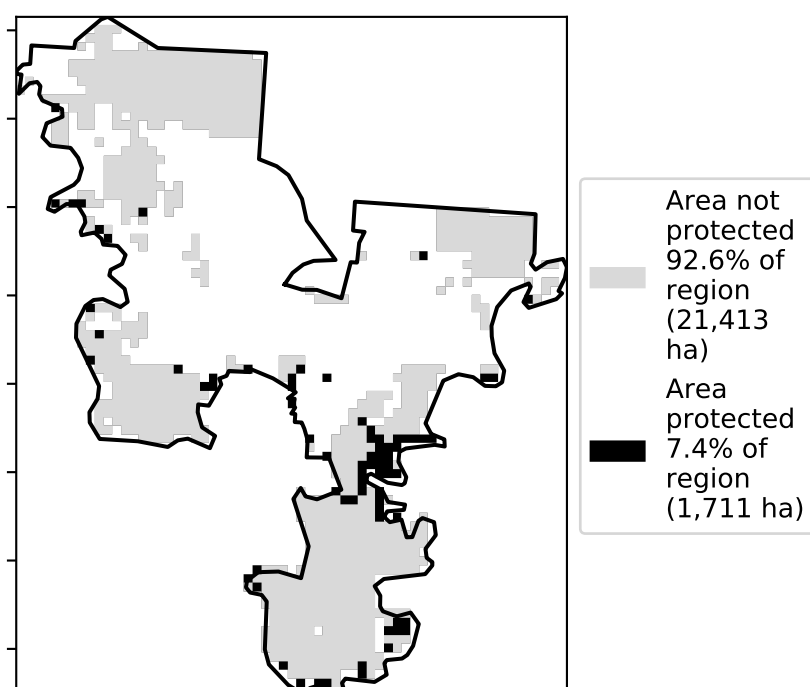 Area not
protected
92.6% of
region
(21,413
ha)
Area
protected
7.4% of
region
(1,711 ha)